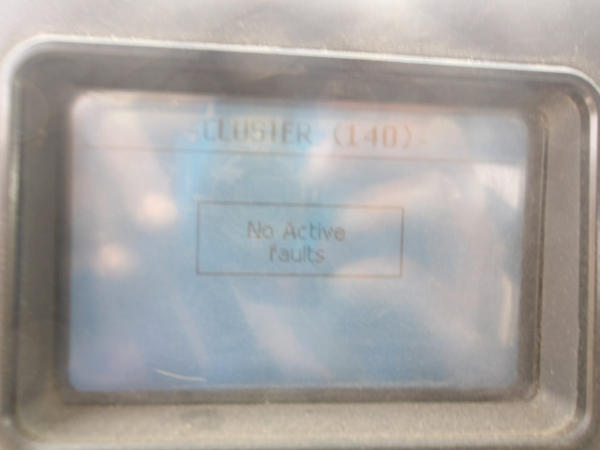 -CLUSTER (140)-
No Active
faults